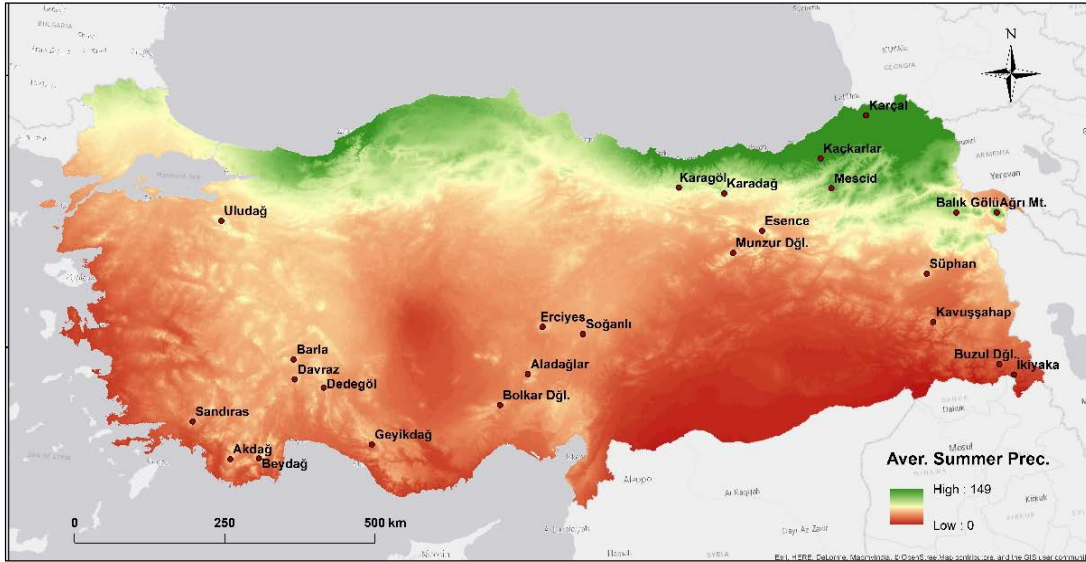 BULGARIA
GEORGIA
N
Karçal
ARMENIA
Kaçkarlar
Yerevan
Mescid
Karagöl
Karadağ
Balık Gölü
Ağrı Mt.
Uludağ
Esence
Munzur Dğl.
Süphan
Kavuşşahap
Erciyes
Soğanlı
Barla
Buzul Dğl.
İkiyaka
Davraz
Aladağlar
Dedegöl
Bolkar Dğl.
Sandıras
Geyikdağ
Akdağ
Beydağ
Aver. Summer Prec.
Aleppo
High : 149
Low : 0
0 250 500 km
SYRIA